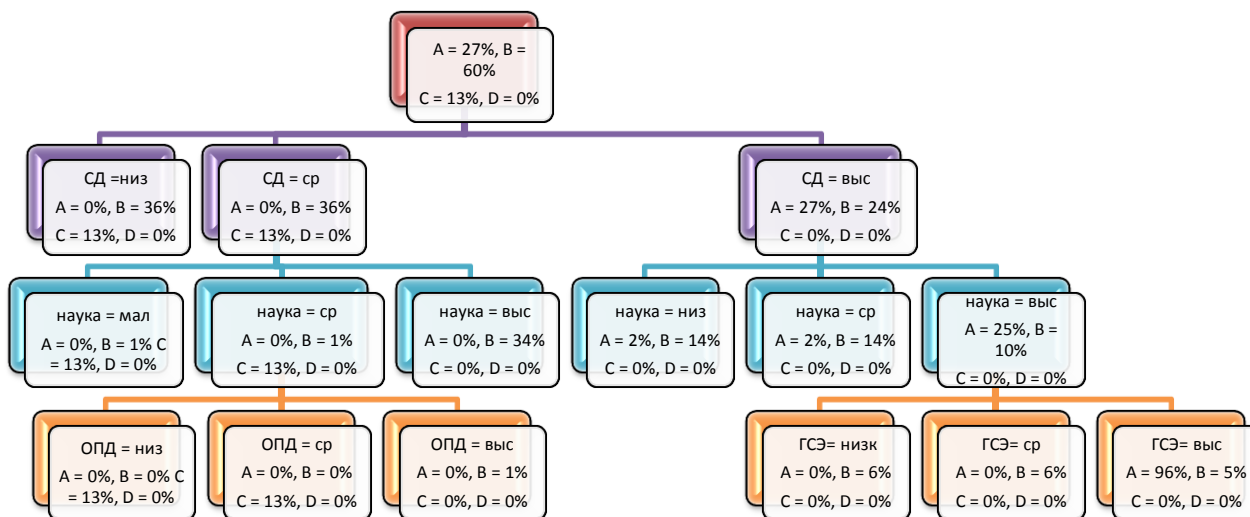 A = 27%, B =
60%
C = 13%, D = 0%
СД =низ
A = 0%, B = 36%
C = 13%, D = 0%
СД = ср
A = 0%, B = 36%
C = 13%, D = 0%
СД = выс
A = 27%, B = 24%
C = 0%, D = 0%
наука = мал
A = 0%, B = 1% C
= 13%, D = 0%
наука = ср
A = 0%, B = 1%
C = 13%, D = 0%
наука = выс
A = 0%, B = 34%
C = 0%, D = 0%
наука = низ
A = 2%, B = 14%
C = 0%, D = 0%
наука = ср
A = 2%, B = 14%
C = 0%, D = 0%
наука = выс
A = 25%, B =
10%
C = 0%, D = 0%
ОПД = низ
A = 0%, B = 0% C
= 13%, D = 0%
ОПД = ср
A = 0%, B = 0%
C = 13%, D = 0%
ОПД = выс
A = 0%, B = 1%
C = 0%, D = 0%
ГСЭ= низк
A = 0%, B = 6%
C = 0%, D = 0%
ГСЭ= ср
A = 0%, B = 6%
C = 0%, D = 0%
ГСЭ= выс
A = 96%, B = 5%
C = 0%, D = 0%